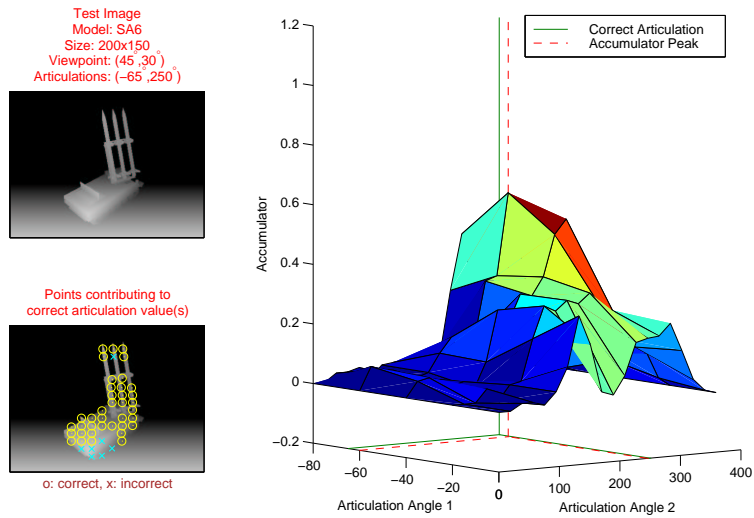 Test Image
Model: SA6
Size: 200x150
Viewpoint: (45°,30°)
Articulations: (−65°,250°)
Points contributing to
correct articulation value(s)
o: correct, x: incorrect
Correct Articulation
Accumulator Peak
1.2
1
0.8
0.6
0.4
0.2
0
−0.2
Accumulator
−80
−60
−40
−20
0
0
100
200
300
400
Articulation Angle 1
Articulation Angle 2